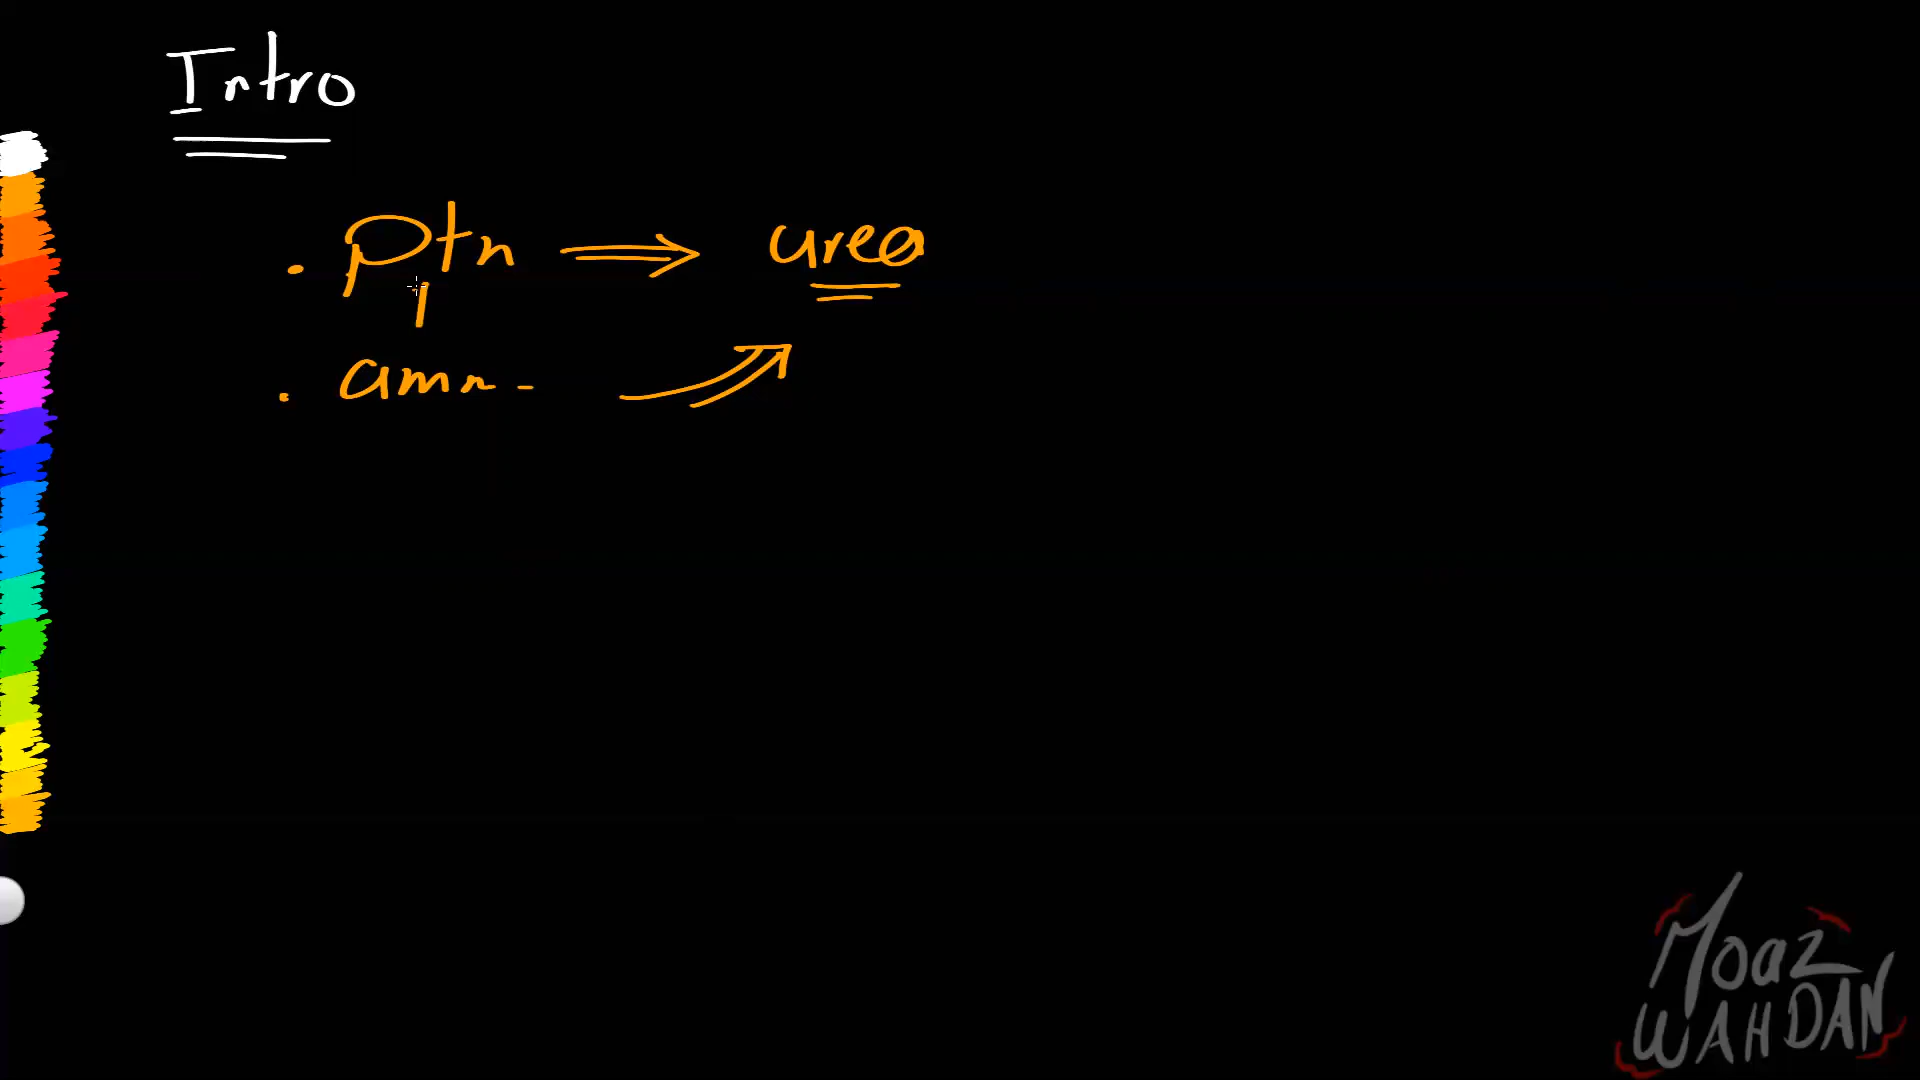 Intro
. ptn ⇒ urea
. amn -
Moaz
WAHDAN